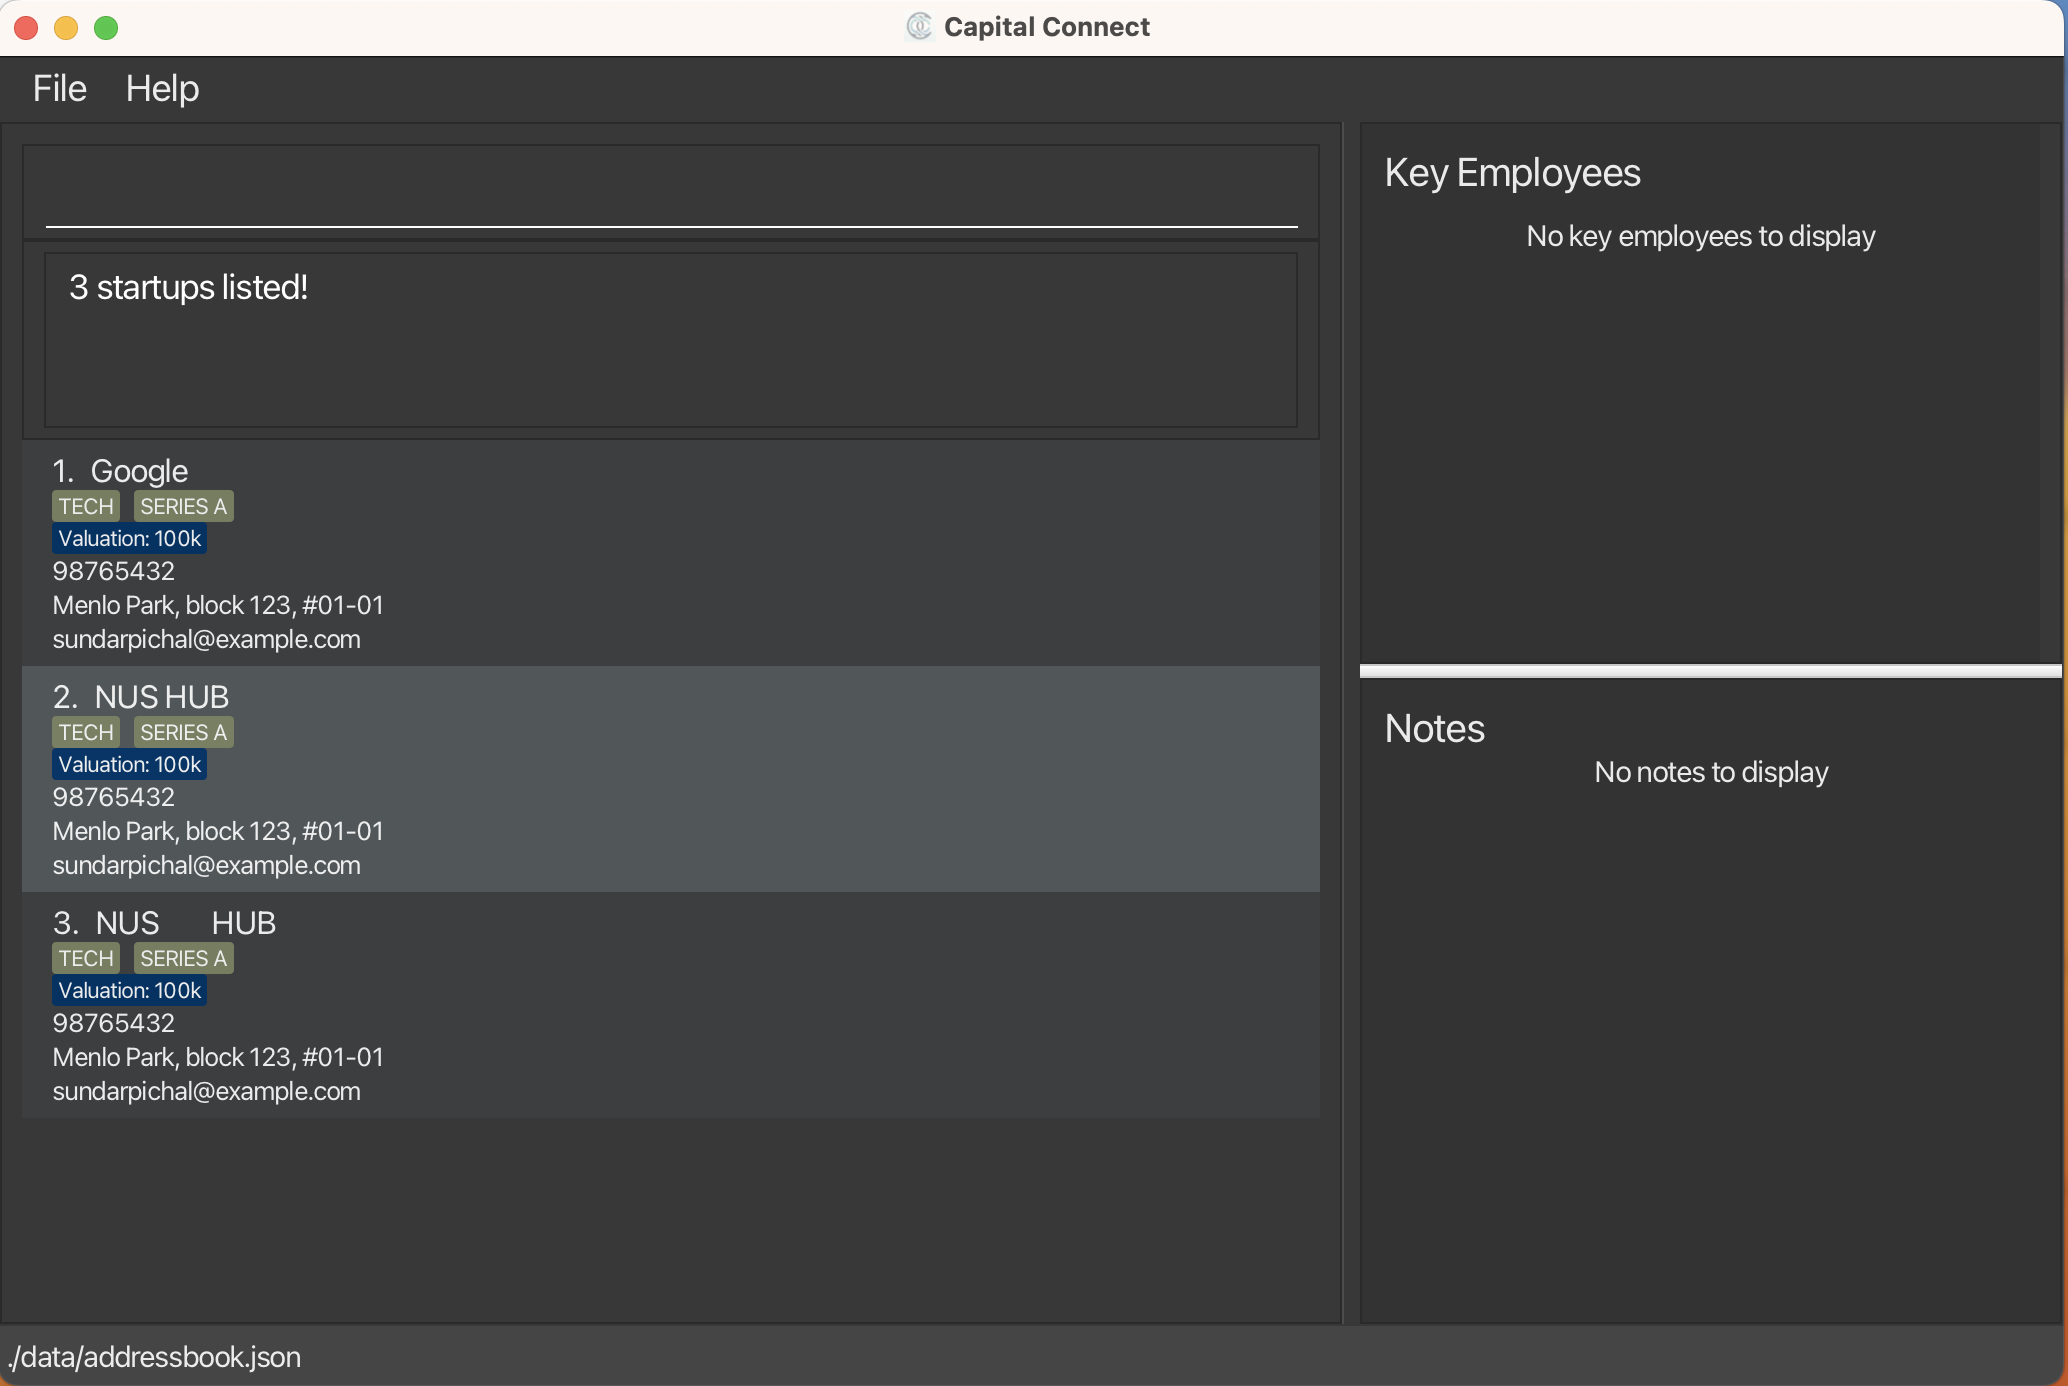 Capital Connect
File Help
3 startups listed!
1. Google
TECH SERIES A
Valuation: 100k
98765432
Menlo Park, block 123, #01-01
sundarpichal@example.com
2. NUS HUB
TECH SERIES A
Valuation: 100k
98765432
Menlo Park, block 123, #01-01
sundarpichal@example.com
3. NUS      HUB
TECH SERIES A
Valuation: 100k
98765432
Menlo Park, block 123, #01-01
sundarpichal@example.com
Key Employees
No key employees to display
Notes
No notes to display
./data/addressbook.json